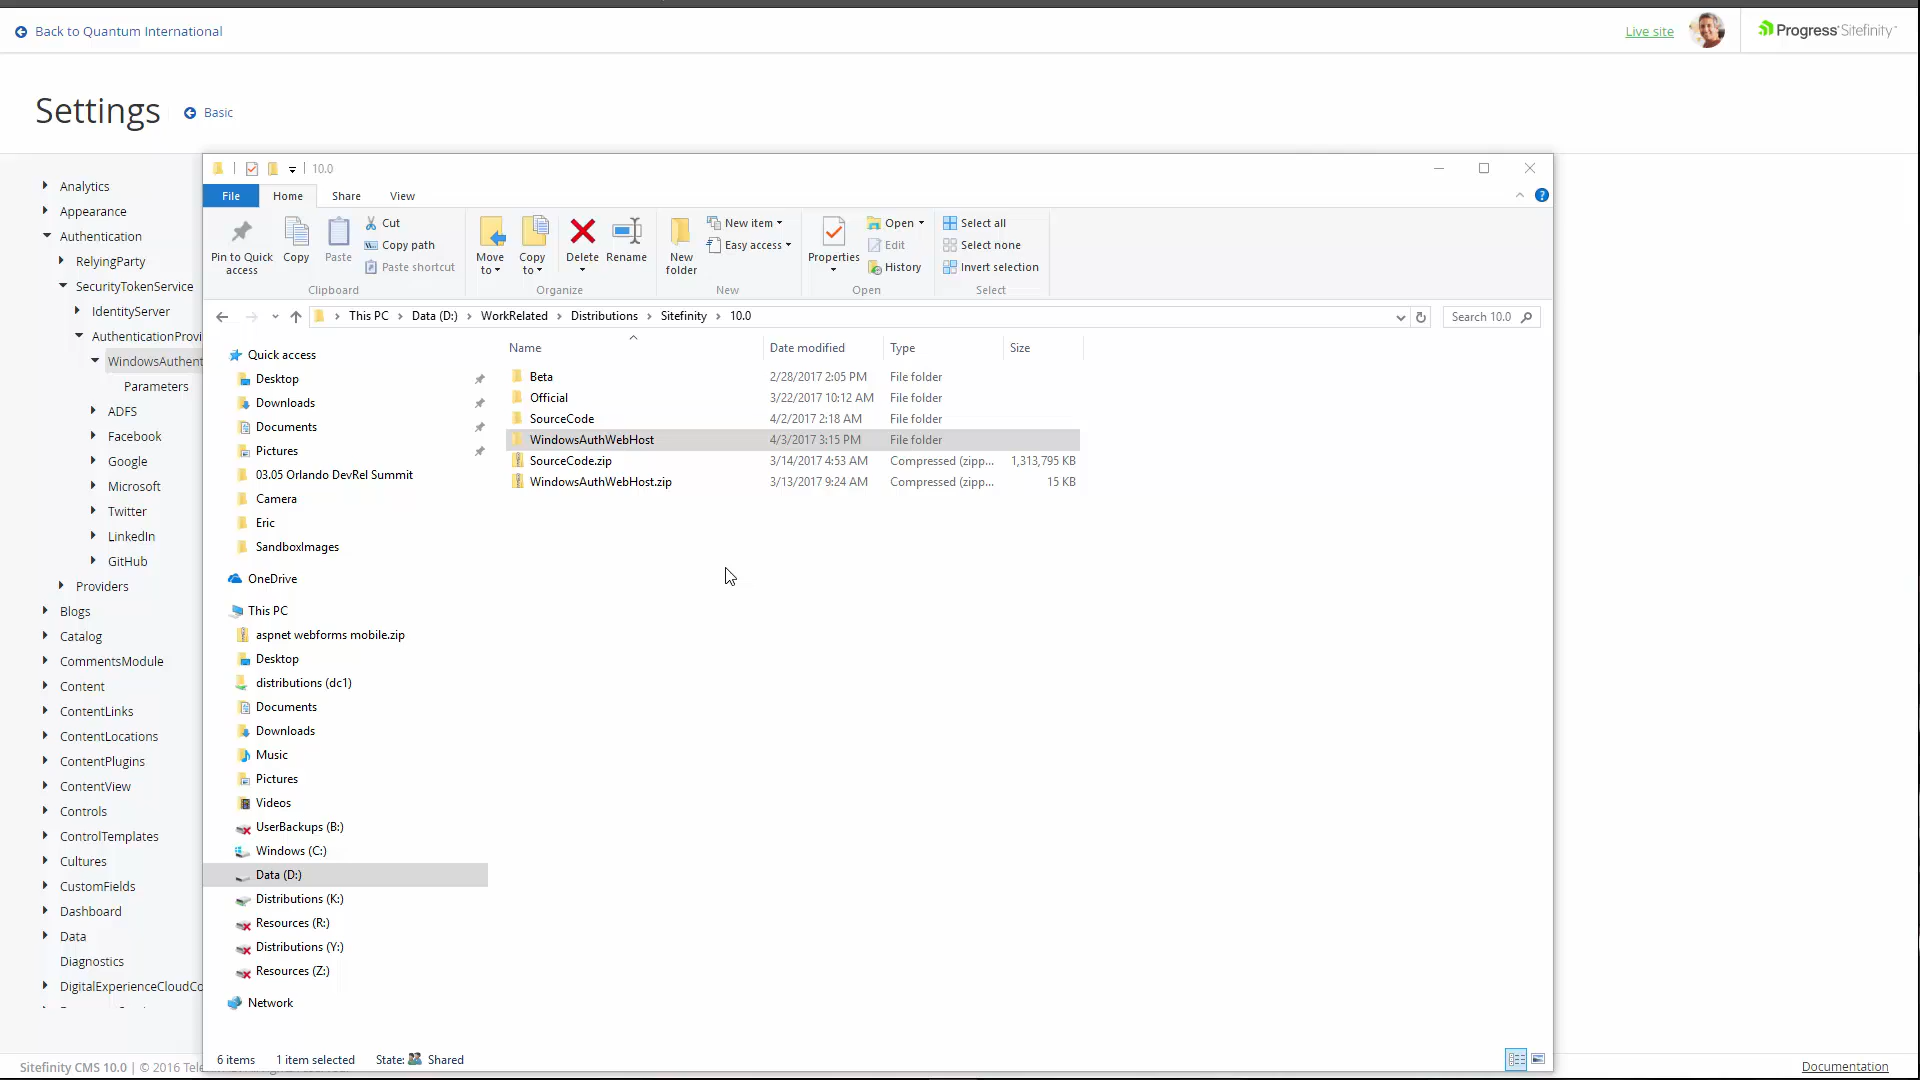 Back to Quantum International
Live site
Progress Sitefinity
Settings
Basic
Analytics
Appearance
Authentication
RelyingParty
SecurityTokenService
IdentityServer
AuthenticationProvi
WindowsAuthent
Parameters
ADFS
Facebook
Google
Microsoft
Twitter
LinkedIn
GitHub
Providers
Blogs
Catalog
CommentsModule
Content
ContentLinks
ContentLocations
ContentPlugins
ContentView
Controls
ControlTemplates
Cultures
CustomFields
Dashboard
Data
Diagnostics
DigitalExperienceCloudCo
10.0
File Home Share View
Pin to Quick access
Copy
Paste
Cut
Copy path
Paste shortcut
Clipboard
Move to
Copy to
Delete
Rename
Organize
New folder
New item
Easy access
New
Properties
Open
Edit
History
Open
Select all
Select none
Invert selection
Select
This PC > Data (D:) > WorkRelated > Distributions > Sitefinity > 10.0
Search 10.0
Quick access
Desktop
Downloads
Documents
Pictures
03.05 Orlando DevRel Summit
Camera
Eric
SandboxImages
OneDrive
This PC
aspnet webforms mobile.zip
Desktop
distributions (dc1)
Documents
Downloads
Music
Pictures
Videos
UserBackups (B:)
Windows (C:)
Data (D:)
Distributions (K:)
Resources (R:)
Distributions (Y:)
Resources (Z:)
Network
Name Date modified Type Size
Beta 2/28/2017 2:05 PM File folder
Official 3/22/2017 10:12 AM File folder
SourceCode 4/2/2017 2:18 AM File folder
WindowsAuthWebHost 4/3/2017 3:15 PM File folder
SourceCode.zip 3/14/2017 4:53 AM Compressed (zipp... 1,313,795 KB
WindowsAuthWebHost.zip 3/13/2017 9:24 AM Compressed (zipp... 15 KB
6 items 1 item selected State: Shared
Sitefinity CMS 10.0 | © 2016 Tele
Documentation